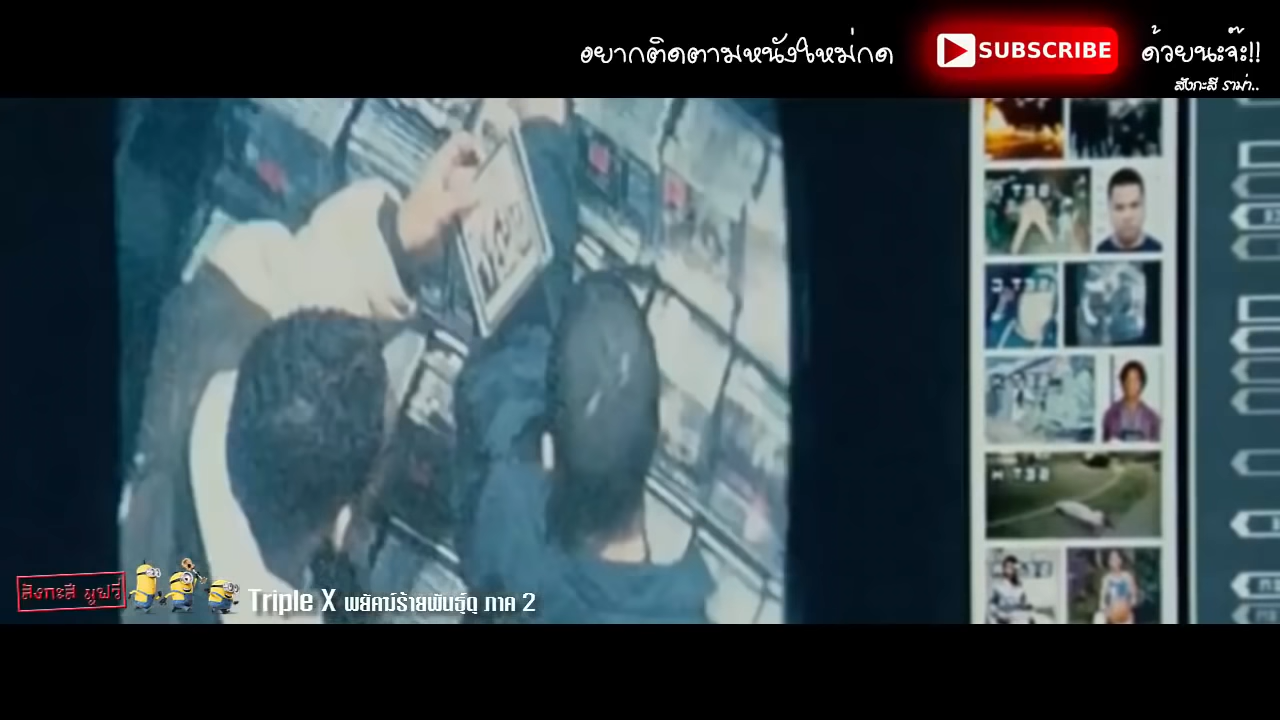 อยากติดตามหนังใหม่กด
SUBSCRIBE
ด้วยนะจ๊ะ!!
สังกะสี รามา..
สังกะสี มูฟวี่
Triple X พยัคฆ์ร้ายพันธุ์ดุ ภาค 2